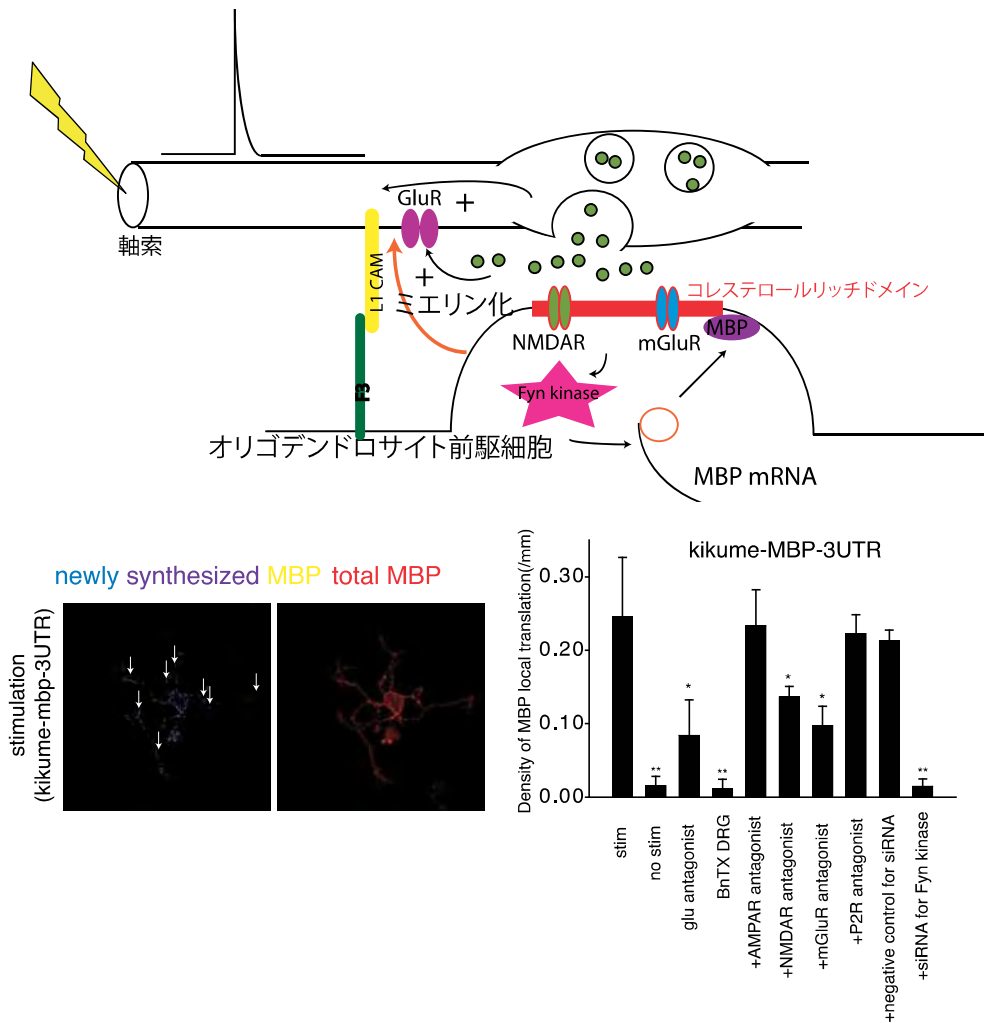 GluR
+
軸索
L1 CAM
+
ミエリン化
コレステロールリッチドメイン
NMDAR
mGluR
MBP
Fyn kinase
F3
オリゴデンドロサイト前駆細胞
MBP mRNA
newly synthesized MBP total MBP
stimulation
(kikume-mbp-3UTR)
kikume-MBP-3UTR
Density of MBP local translation(/mm)
0.30
0.20
0.10
0.00
**
*
**
*
*
**
stim
no stim
glu antagonist
BnTX DRG
+AMPAR antagonist
+NMDAR antagonist
+mGluR antagonist
+P2R antagonist
+negative control for siRNA
+siRNA for Fyn kinase